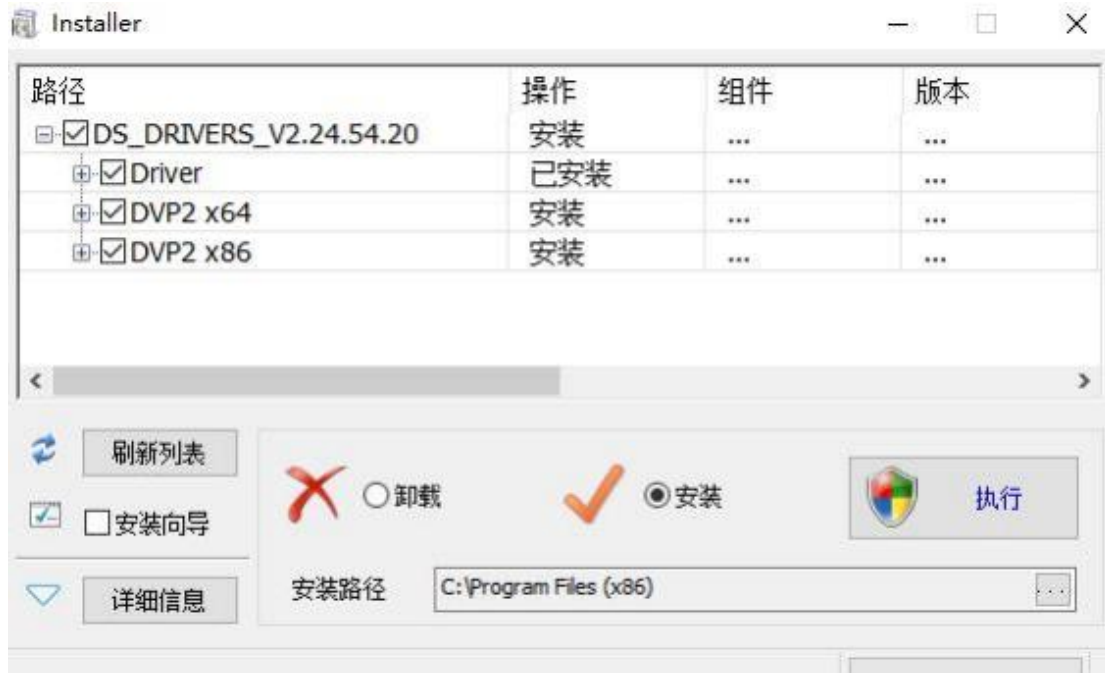 Installer
路径 操作 组件 版本
DS_DRIVERS_V2.24.54.20 安装 ... ...
Driver 已安装 ... ...
DVP2 x64 安装 ... ...
DVP2 x86 安装 ... ...
刷新列表
卸载 安装 执行
安装向导
安装路径 C:\Program Files (x86) ...
详细信息